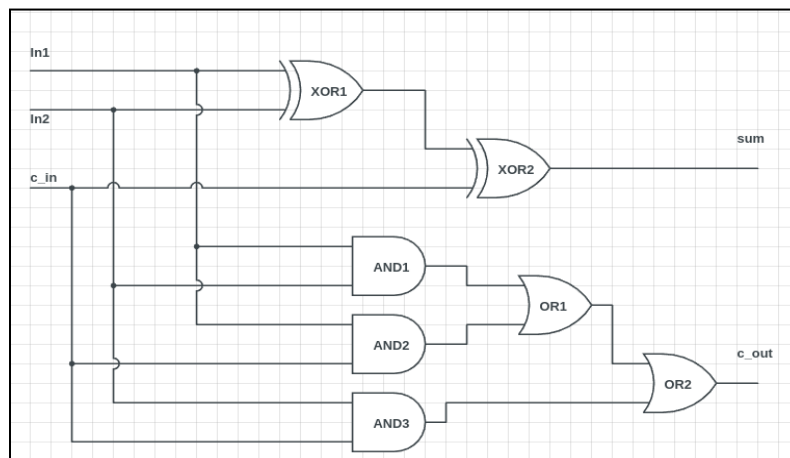 In1
XOR1
In2
sum
XOR2
c_in
AND1
OR1
AND2
c_out
OR2
AND3